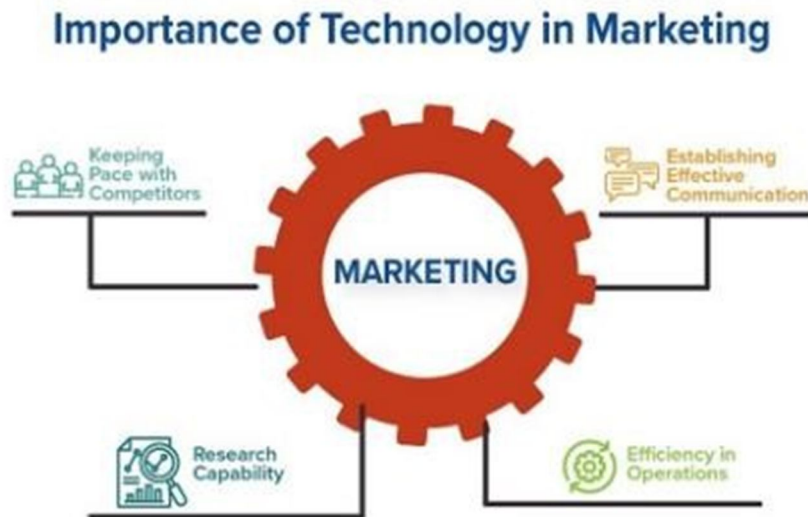 Importance of Technology in Marketing
Keeping
Pace with
Competitors
Establishing
Effective
Communication
MARKETING
Research
Capability
Efficiency in
Operations